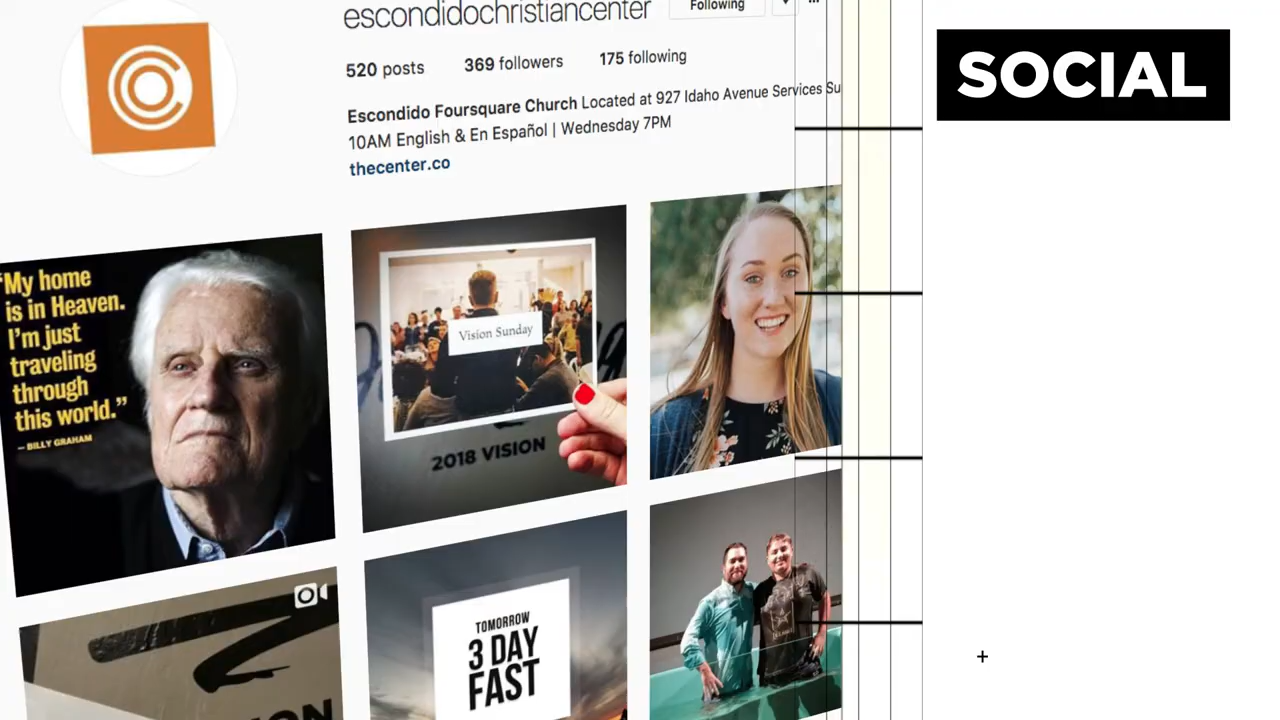 escondidochristiancenter
Following
520 posts 369 followers 175 following
Escondido Foursquare Church Located at 927 Idaho Avenue Services
10AM English & En Español | Wednesday 7PM
thecenter.co
SOCIAL
“My home
is in Heaven.
I’m just
traveling
through
this world.”
– BILLY GRAHAM
Vision Sunday
2018 VISION
TOMORROW
3 DAY
FAST